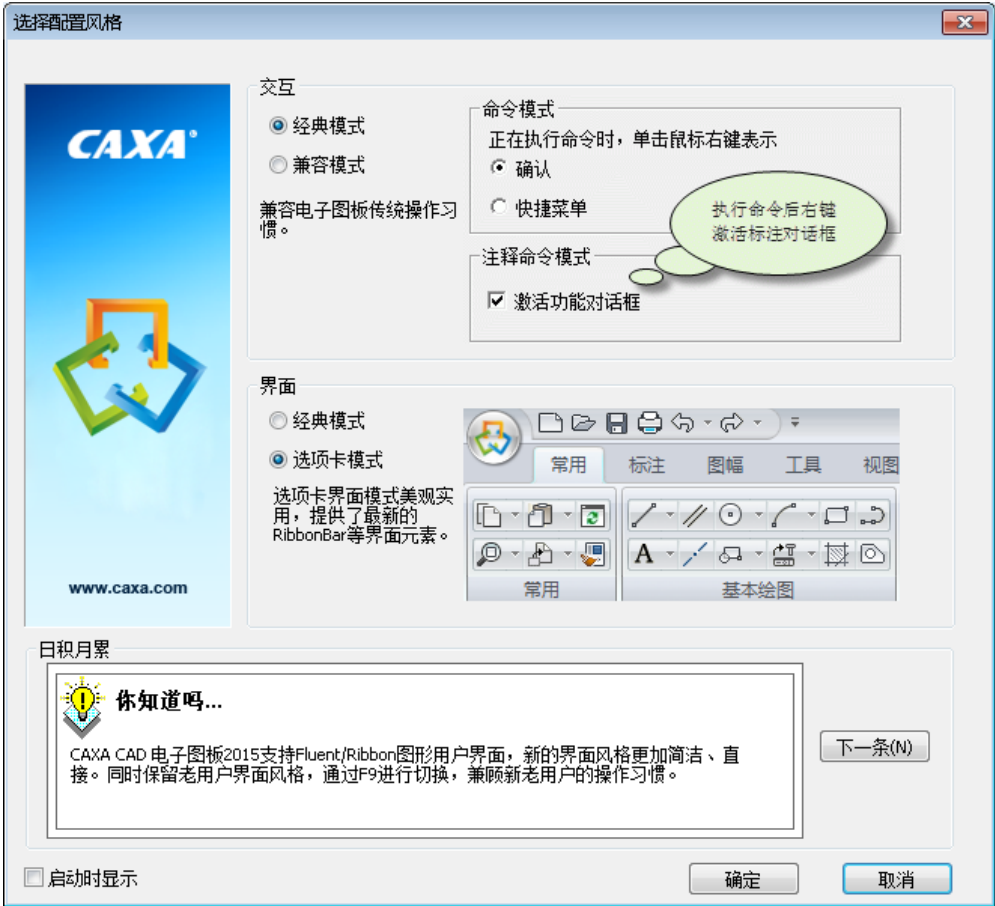 选择配置风格
CAXA®
www.caxa.com
交互
经典模式
兼容模式
兼容电子图板传统操作习
惯。
命令模式
正在执行命令时，单击鼠标右键表示
确认
快捷菜单
执行命令后右键
激活标注对话框
注释命令模式
激活功能对话框
界面
经典模式
选项卡模式
选项卡界面模式美观实
用，提供了最新的
RibbonBar等界面元素。
常用 标注 图幅 工具 视图
A
常用 基本绘图
日积月累
你知道吗...
CAXA CAD 电子图板2015支持Fluent/Ribbon图形用户界面，新的界面风格更加简洁、直
接。同时保留老用户界面风格，通过F9进行切换，兼顾新老用户的操作习惯。
下一条(N)
启动时显示
确定
取消